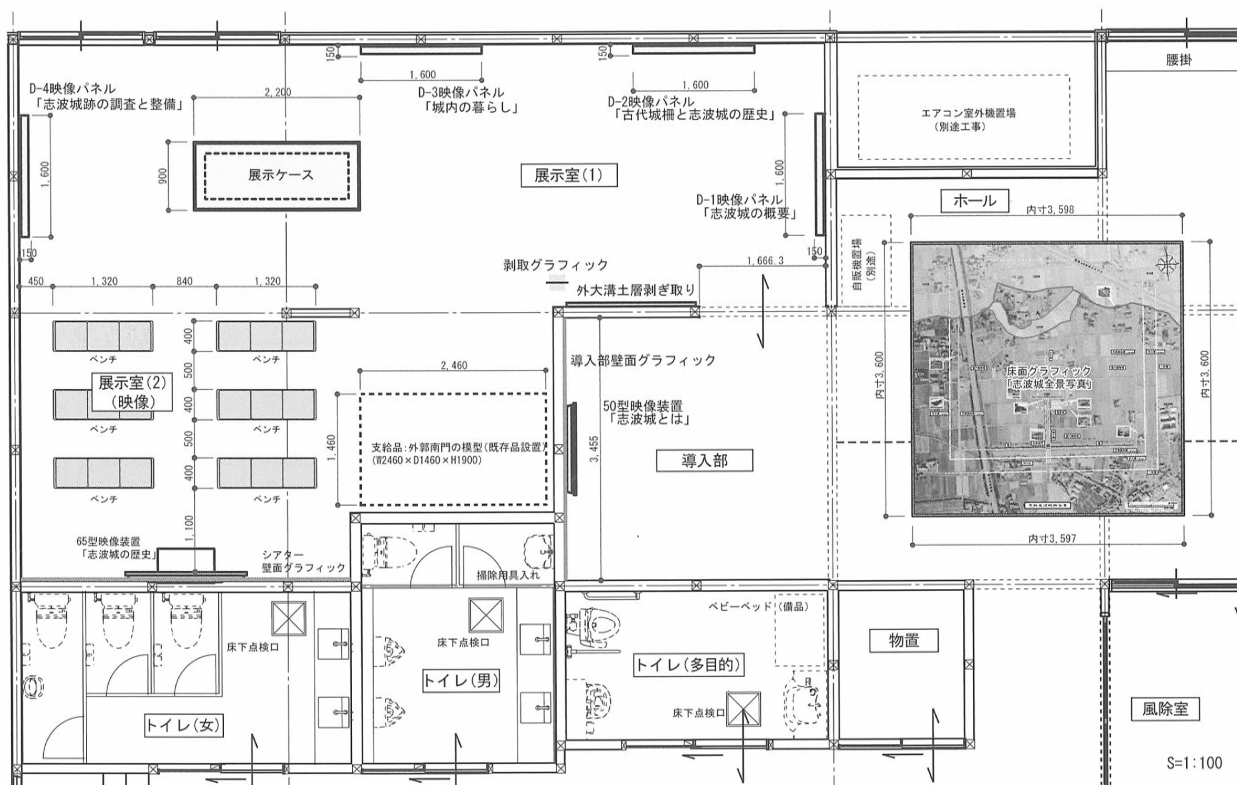 腰掛
150
1,600
D-3映像パネル
「城内の暮らし」
150
1,600
D-2映像パネル
「古代城柵と志波城の歴史」
D-4映像パネル
「志波城跡の調査と整備」
2,200
900
展示ケース
1,600
150
展示室(1)
1,600
D-1映像パネル
「志波城の概要」
150
1,666.3
エアコン室外機置場
(別途工事)
ホール
自販機置場
(別途)
内寸3,598
内寸3,600
内寸3,600
内寸3,597
床面グラフィック
「志波城全景写真」
剥取グラフィック
外大溝土層剥ぎ取り
450
1,320
840
1,320
400
500
400
500
400
1,100
ベンチ
ベンチ
展示室(2)
(映像)
ベンチ
ベンチ
ベンチ
ベンチ
2,460
1,460
支給品:外郭南門の模型(既存品設置)
(W2460×D1460×H1900)
導入部壁面グラフィック
50型映像装置
「志波城とは」
3,455
導入部
65型映像装置
「志波城の歴史」
シアター
壁面グラフィック
掃除用具入れ
床下点検口
トイレ(女)
床下点検口
トイレ(男)
ベビーベッド(備品)
トイレ(多目的)
床下点検口
物置
風除室
S=1:100